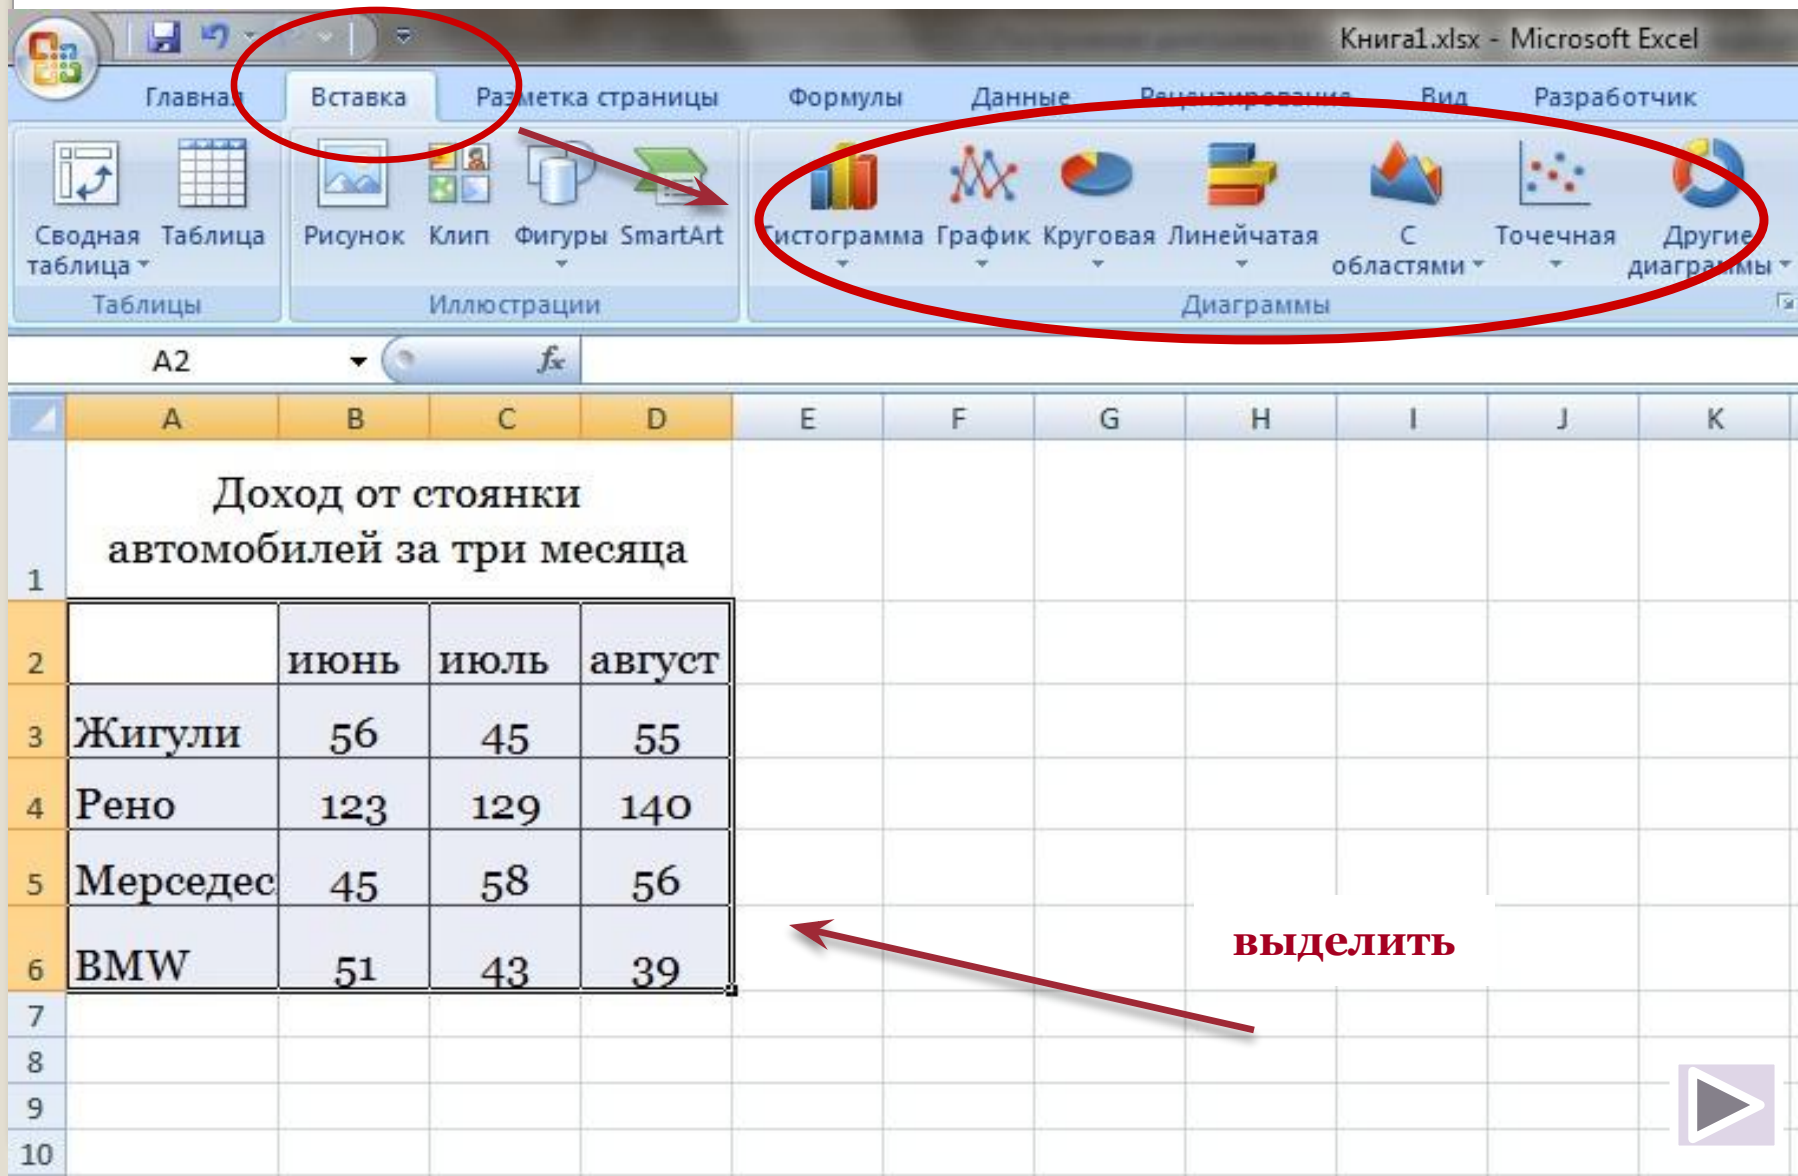 Книга1.xlsx - Microsoft Excel
Главная Вставка Разметка страницы Формулы Данные Рецензирование Вид Разработчик
Сводная таблица Таблица Рисунок Клип Фигуры SmartArt Гистограмма График Круговая Линейчатая С областями Точечная Другие диаграммы
Таблицы Иллюстрации Диаграммы
A2 fx
A B C D E F G H I J K
Доход от стоянки
автомобилей за три месяца
1
2 июнь июль август
3 Жигули 56 45 55
4 Рено 123 129 140
5 Мерседес 45 58 56
выделить
6 BMW 51 43 39
7
8
9
10